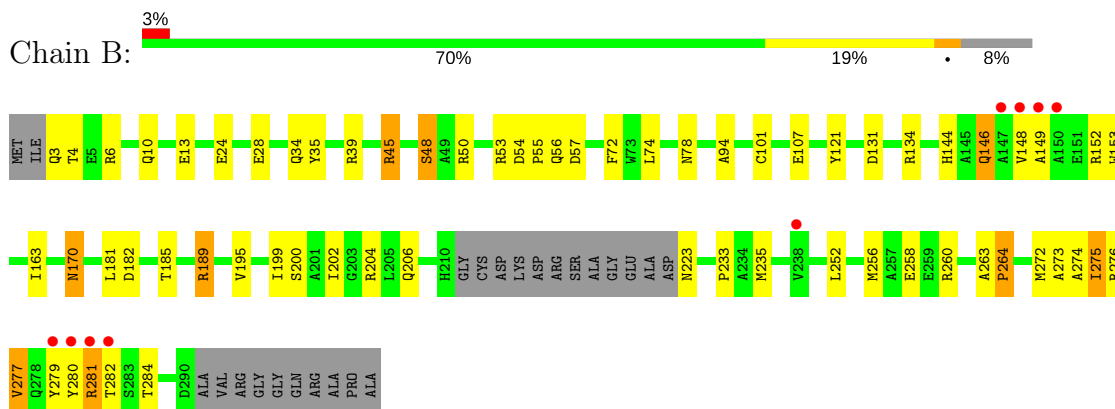 3%
Chain B:
70% 19% • 8%
MET ILE Q3 T4 E5 R6 Q10 E13 E24 E28 Q34 Y35 R39 R45 S48 A49 R50 R53 D54 P55 Q56 D57 F72 W73 L74 N78 A94 C101 E107 Y121 D131 R134 H144 A145 Q146 A147 V148 A149 A150 E151 R152
I163 N170 L181 D182 T185 R189 V195 I199 S200 A201 I202 G203 R204 L205 Q206 H210 GLY CYS ASP LYS ASP ARG SER ALA GLY GLU ALA ASP N223 P233 A234 M235 V238 L252 M256 A257 E258 E259 R260 A263 P264 M272 A273 A274 I275
V277 Q278 Y279 Y280 R281 T282 S283 T284 D290 ALA VAL ARG GLY GLY GLN ARG ALA PRO ALA